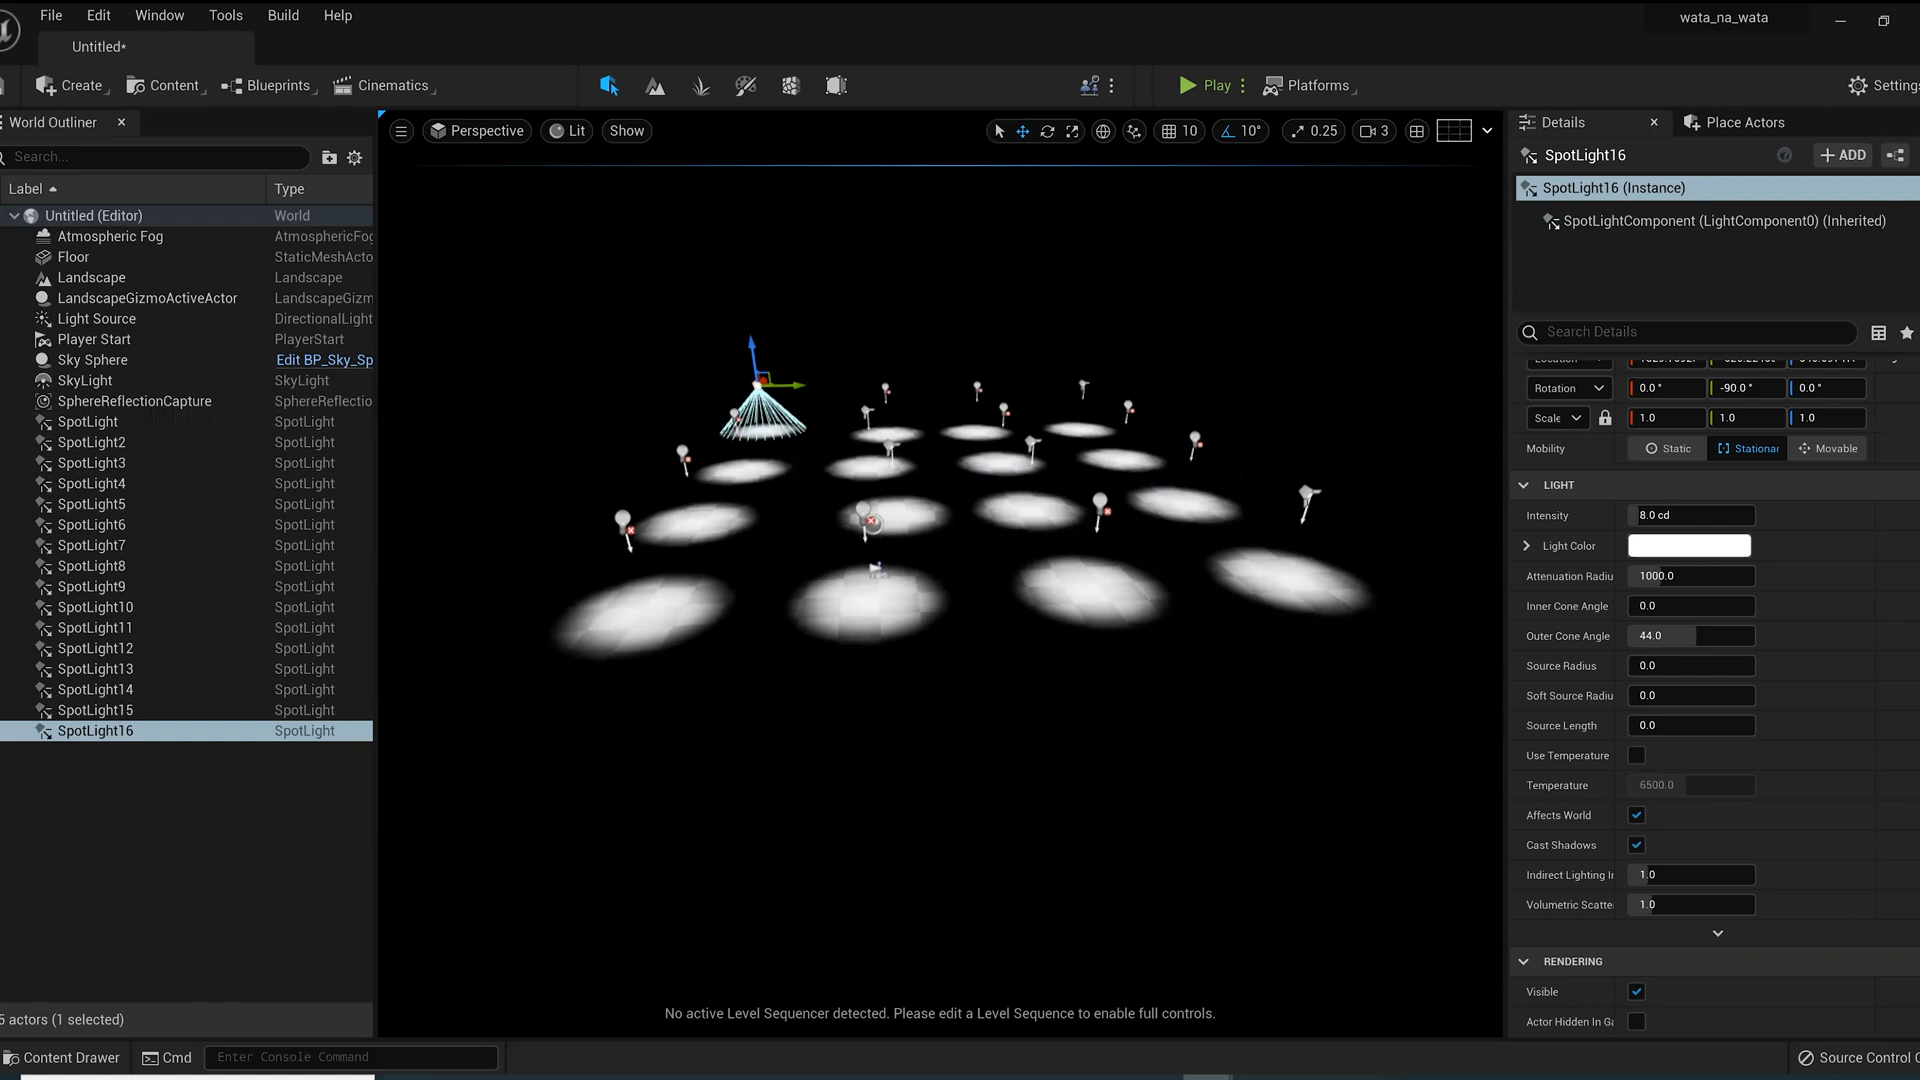 File Edit Window Tools Build Help
wata_na_wata
Untitled*
Create Content Blueprints Cinematics
Play Platforms
Settings
World Outliner
Search...
Label Type
Untitled (Editor) World
Atmospheric Fog AtmosphericFog
Floor StaticMeshActo
Landscape Landscape
LandscapeGizmoActiveActor LandscapeGizm
Light Source DirectionalLight
Player Start PlayerStart
Sky Sphere Edit BP_Sky_Sp
SkyLight SkyLight
SphereReflectionCapture SphereReflectio
SpotLight SpotLight
SpotLight2 SpotLight
SpotLight3 SpotLight
SpotLight4 SpotLight
SpotLight5 SpotLight
SpotLight6 SpotLight
SpotLight7 SpotLight
SpotLight8 SpotLight
SpotLight9 SpotLight
SpotLight10 SpotLight
SpotLight11 SpotLight
SpotLight12 SpotLight
SpotLight13 SpotLight
SpotLight14 SpotLight
SpotLight15 SpotLight
SpotLight16 SpotLight
5 actors (1 selected)
Perspective Lit Show
10 10° 0.25 3
No active Level Sequencer detected. Please edit a Level Sequence to enable full controls.
Details Place Actors
SpotLight16 ADD
SpotLight16 (Instance)
SpotLightComponent (LightComponent0) (Inherited)
Search Details
Rotation 0.0 ° -90.0 ° 0.0 °
Scale 1.0 1.0 1.0
Mobility Static Stationar Movable
LIGHT
Intensity 8.0 cd
Light Color
Attenuation Radiu 1000.0
Inner Cone Angle 0.0
Outer Cone Angle 44.0
Source Radius 0.0
Soft Source Radiu 0.0
Source Length 0.0
Use Temperature
Temperature 6500.0
Affects World
Cast Shadows
Indirect Lighting I 1.0
Volumetric Scatte 1.0
RENDERING
Visible
Actor Hidden In Ga
Content Drawer Cmd Enter Console Command
Source Control